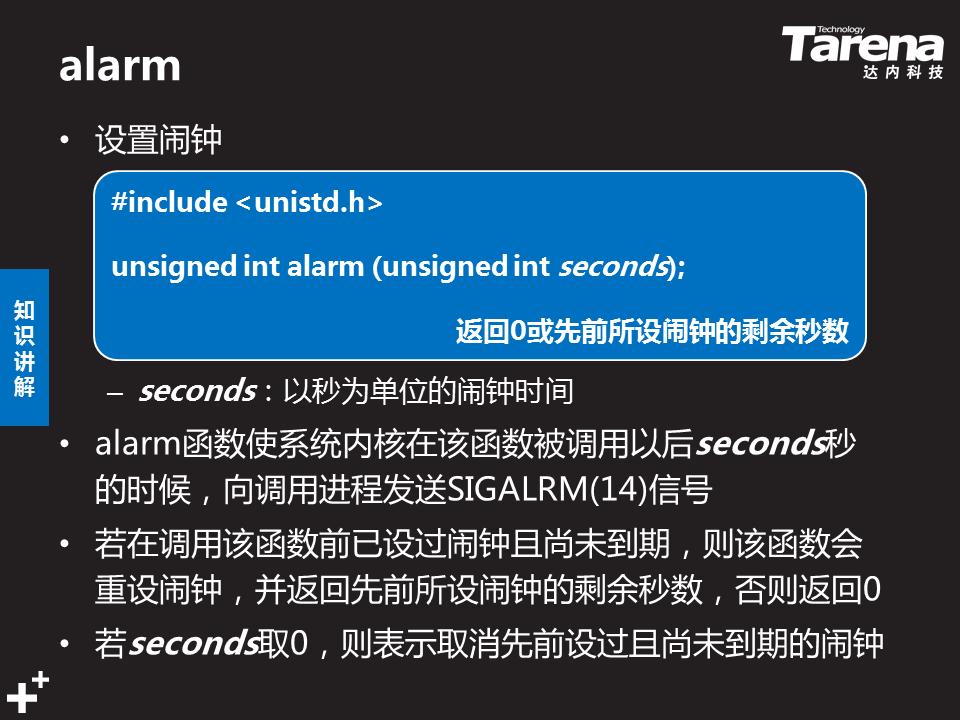 alarm
Technology
Tarena
达内科技
• 设置闹钟
#include <unistd.h>
unsigned int alarm (unsigned int seconds);
返回0或先前所设闹钟的剩余秒数
– seconds：以秒为单位的闹钟时间
• alarm函数使系统内核在该函数被调用以后seconds秒
的时候，向调用进程发送SIGALRM(14)信号
• 若在调用该函数前已设过闹钟且尚未到期，则该函数会
重设闹钟，并返回先前所设闹钟的剩余秒数，否则返回0
• 若seconds取0，则表示取消先前设过且尚未到期的闹钟
知
识
讲
解